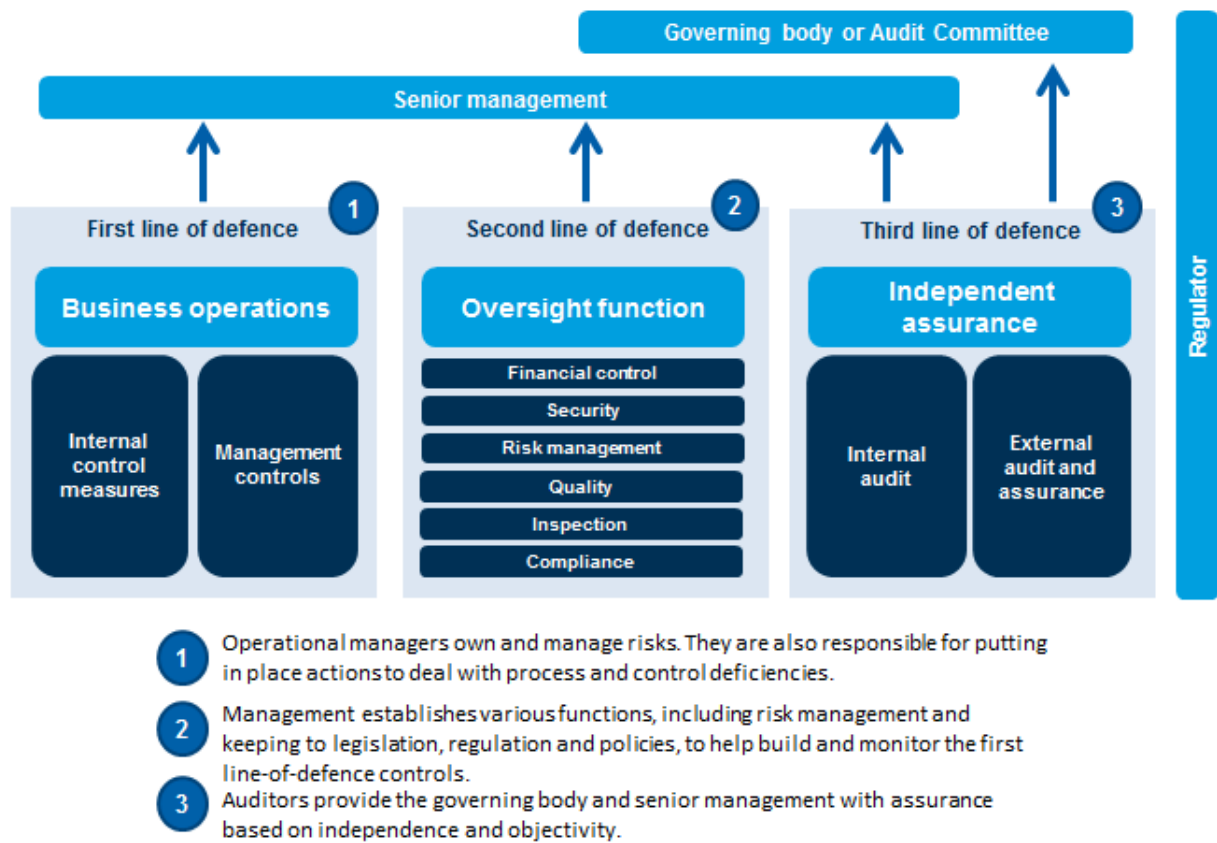 Governing body or Audit Committee
Senior management
1
First line of defence
Business operations
Internal
control
measures
Management
controls
2
Second line of defence
Oversight function
Financial control
Security
Risk management
Quality
Inspection
Compliance
3
Third line of defence
Independent
assurance
Internal
audit
External
audit and
assurance
Regulator
1
Operational managers own and manage risks. They are also responsible for putting
in place actions to deal with process and control deficiencies.
2
Management establishes various functions, including risk management and
keeping to legislation, regulation and policies, to help build and monitor the first
line-of-defence controls.
3
Auditors provide the governing body and senior management with assurance
based on independence and objectivity.